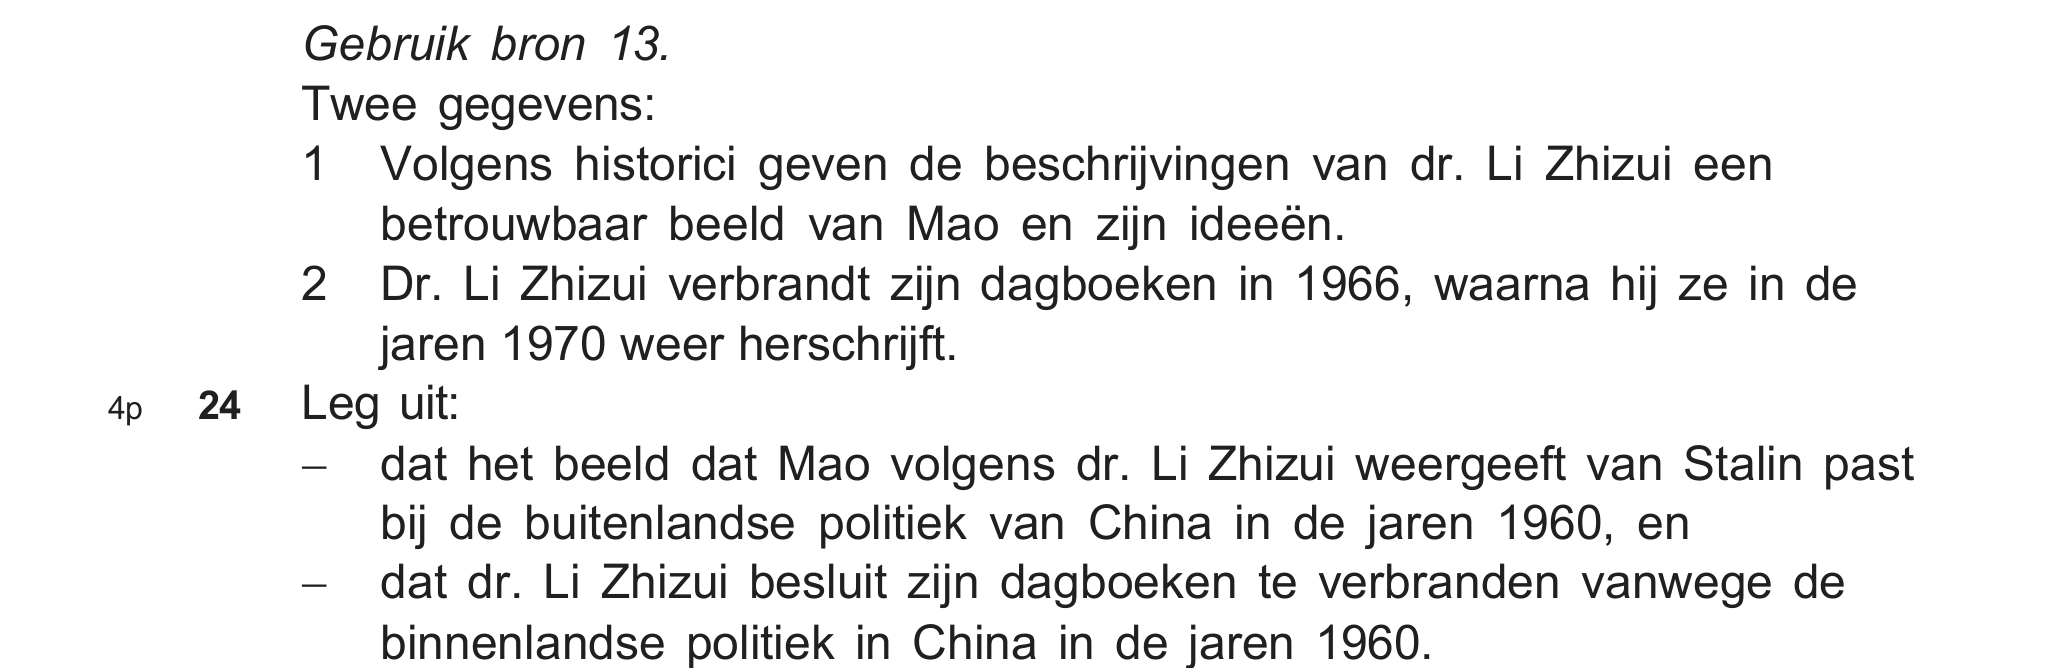 Gebruik bron 13.
Twee gegevens:
1 Volgens historici geven de beschrijvingen van dr. Li Zhizui een
betrouwbaar beeld van Mao en zijn ideeën.
2 Dr. Li Zhizui verbrandt zijn dagboeken in 1966, waarna hij ze in de
jaren 1970 weer herschrijft.
4p 24 Leg uit:
– dat het beeld dat Mao volgens dr. Li Zhizui weergeeft van Stalin past
bij de buitenlandse politiek van China in de jaren 1960, en
– dat dr. Li Zhizui besluit zijn dagboeken te verbranden vanwege de
binnenlandse politiek in China in de jaren 1960.